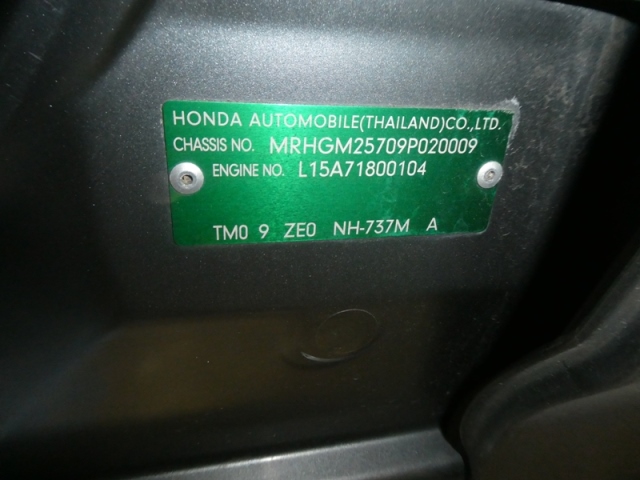 HONDA AUTOMOBILE(THAILAND)CO.,LTD.
CHASSIS NO. MRHGM25709P020009
ENGINE NO. L15A71800104
TM0 9 ZE0 NH-737M A